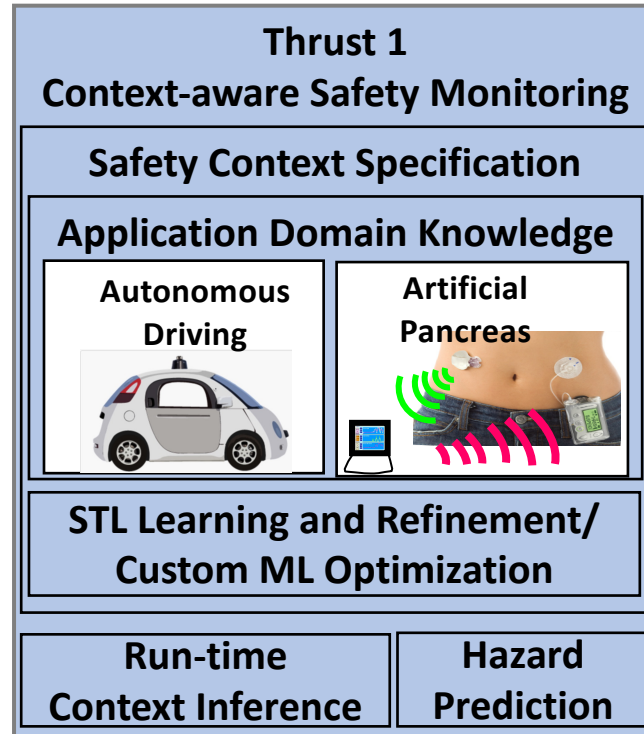 Thrust 1
Context-aware Safety Monitoring
Safety Context Specification
Application Domain Knowledge
Autonomous
Driving
Artificial
Pancreas
STL Learning and Refinement/
Custom ML Optimization
Run-time
Context Inference
Hazard
Prediction